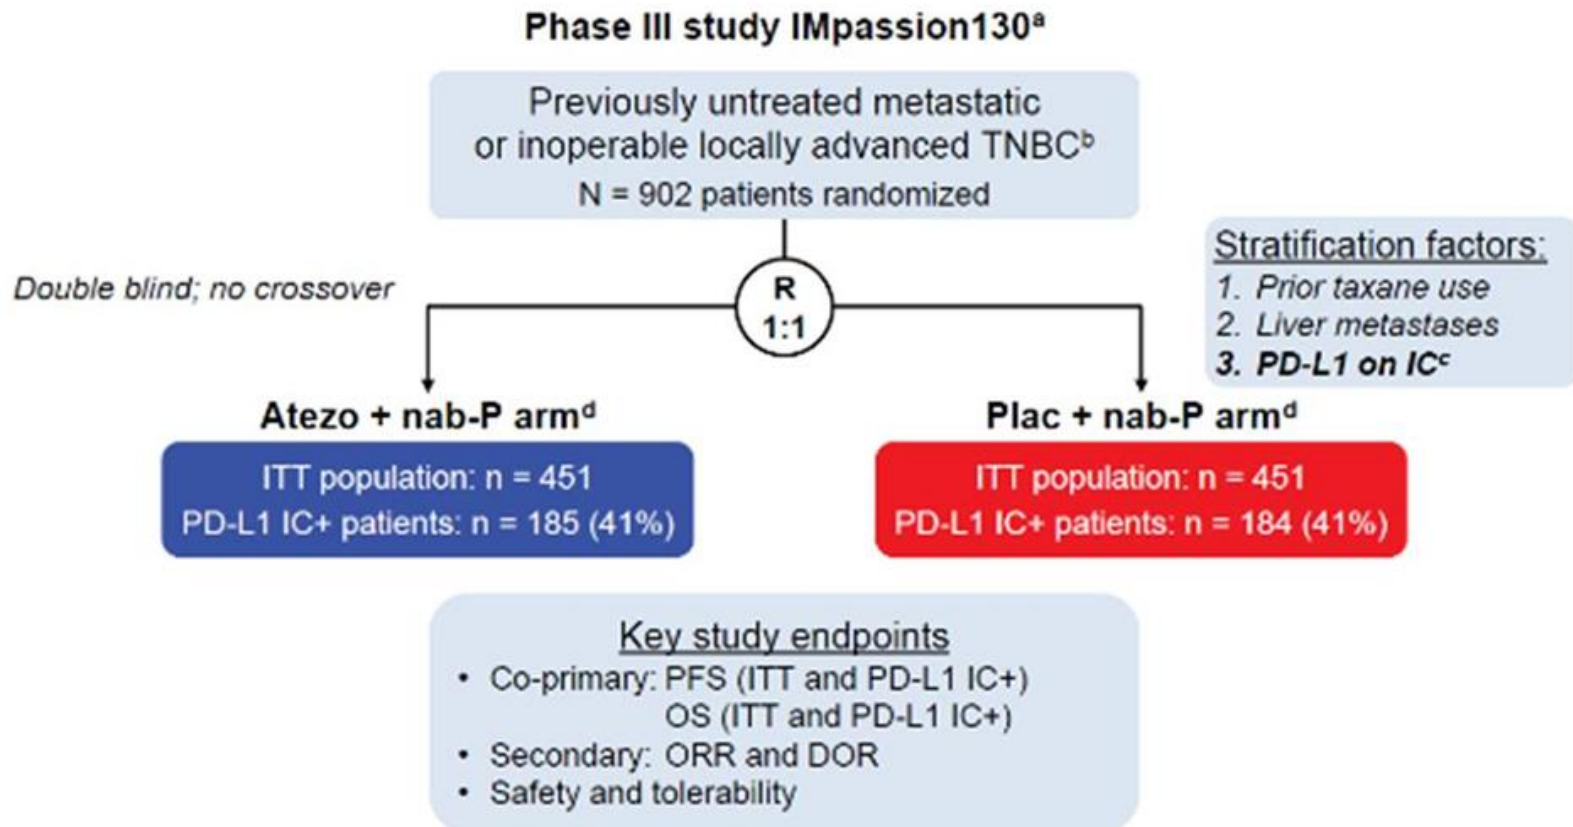 Phase III study IMpassion130ᵃ
Previously untreated metastatic
or inoperable locally advanced TNBCᵇ
N = 902 patients randomized
Double blind; no crossover
R
1:1
Stratification factors:
1. Prior taxane use
2. Liver metastases
3. PD-L1 on ICᶜ
Atezo + nab-P armᵈ
ITT population: n = 451
PD-L1 IC+ patients: n = 185 (41%)
Plac + nab-P armᵈ
ITT population: n = 451
PD-L1 IC+ patients: n = 184 (41%)
Key study endpoints
• Co-primary: PFS (ITT and PD-L1 IC+)
OS (ITT and PD-L1 IC+)
• Secondary: ORR and DOR
• Safety and tolerability